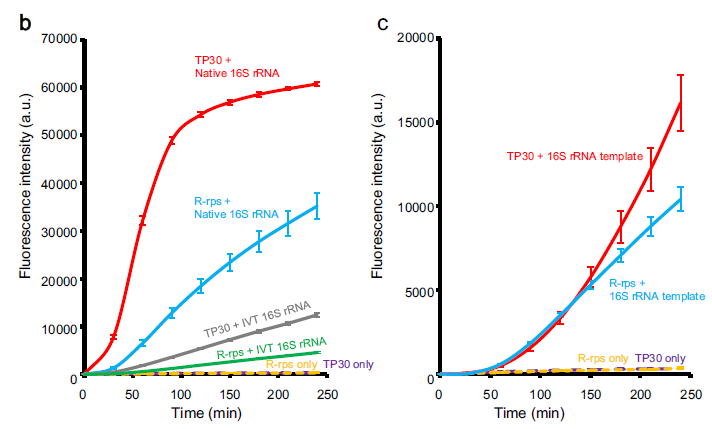 b
Fluorescence intensity (a.u.)
70000
60000
50000
40000
30000
20000
10000
0
TP30 +
Native 16S rRNA
R-rps +
Native 16S rRNA
TP30 + IVT 16S rRNA
R-rps + IVT 16S rRNA
R-rps only TP30 only
0 50 100 150 200 250
Time (min)
c
Fluorescence intensity (a.u.)
20000
15000
10000
5000
0
TP30 + 16S rRNA template
R-rps +
16S rRNA template
R-rps only TP30 only
0 50 100 150 200 250
Time (min)